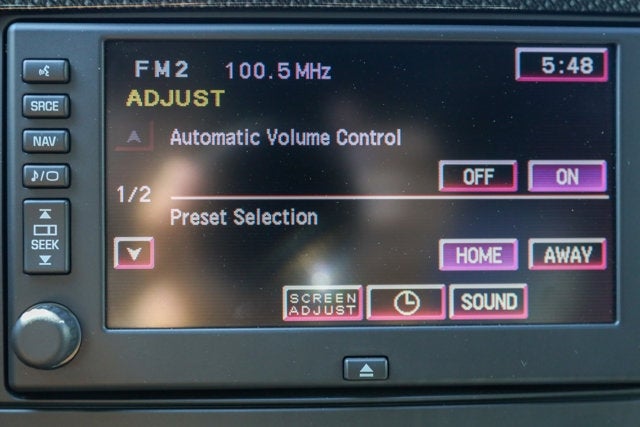 FM2 100.5 MHz 5:48
ADJUST
SRCE
Automatic Volume Control
NAV
OFF ON
1/2
Preset Selection
SEEK
HOME AWAY
SCREEN
ADJUST
SOUND